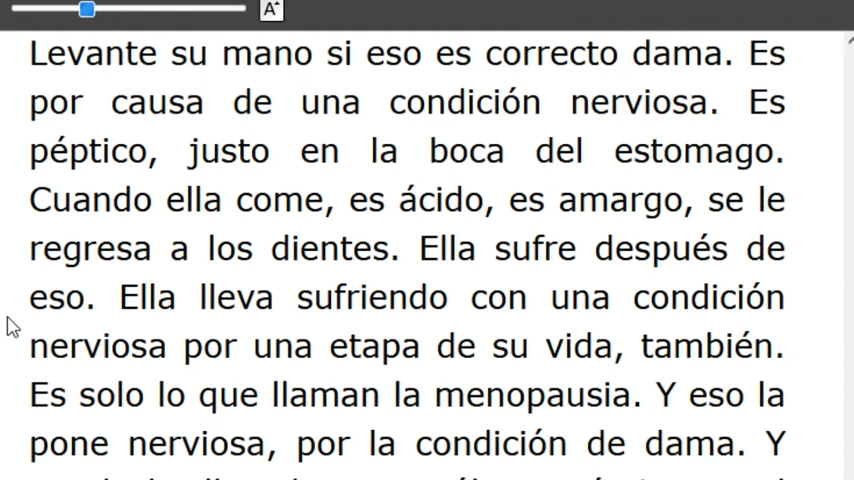 A
Levante su mano si eso es correcto dama. Es
por causa de una condición nerviosa. Es
péptico, justo en la boca del estomago.
Cuando ella come, es ácido, es amargo, se le
regresa a los dientes. Ella sufre después de
eso. Ella lleva sufriendo con una condición
nerviosa por una etapa de su vida, también.
Es solo lo que llaman la menopausia. Y eso la
pone nerviosa, por la condición de dama. Y